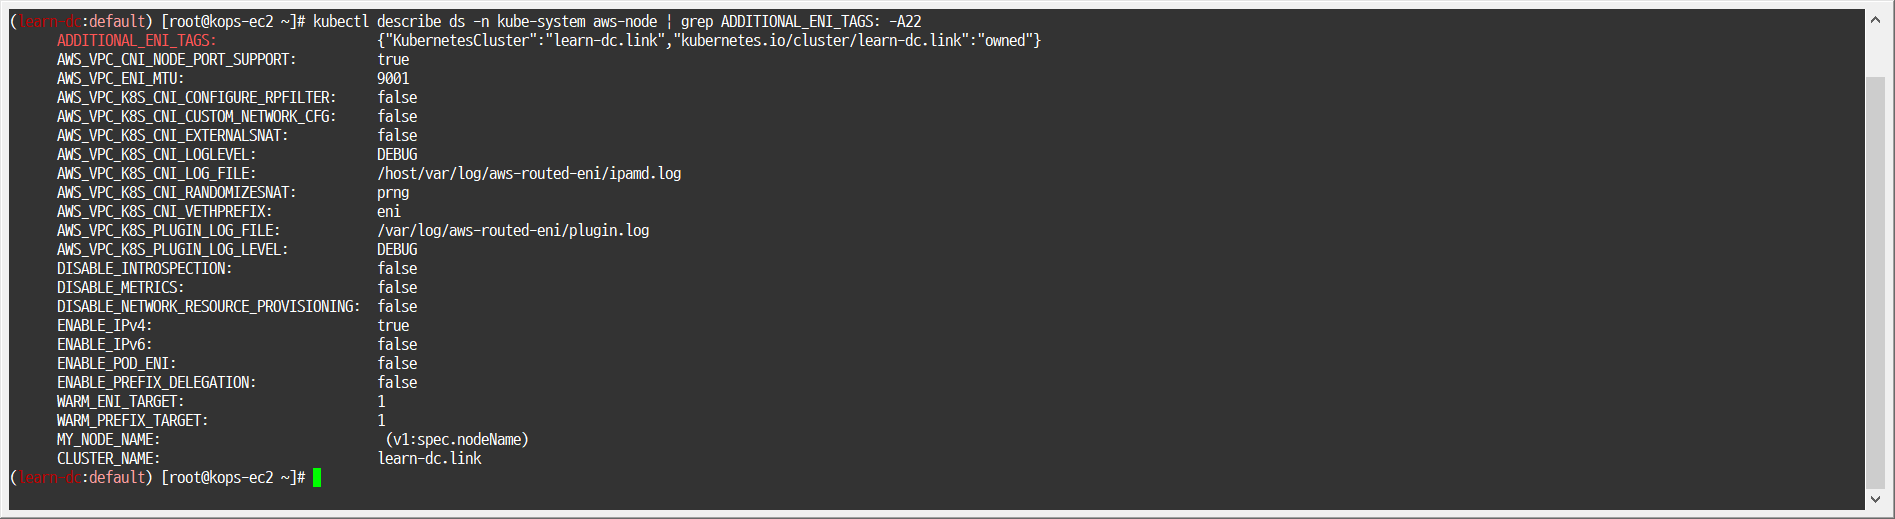 (learn-dc:default) [root@kops-ec2 ~]# kubectl describe ds -n kube-system aws-node | grep ADDITIONAL_ENI_TAGS: -A22
ADDITIONAL_ENI_TAGS: {"KubernetesCluster":"learn-dc.link","kubernetes.io/cluster/learn-dc.link":"owned"}
AWS_VPC_CNI_NODE_PORT_SUPPORT: true
AWS_VPC_ENI_MTU: 9001
AWS_VPC_K8S_CNI_CONFIGURE_RPFILTER: false
AWS_VPC_K8S_CNI_CUSTOM_NETWORK_CFG: false
AWS_VPC_K8S_CNI_EXTERNALSNAT: false
AWS_VPC_K8S_CNI_LOGLEVEL: DEBUG
AWS_VPC_K8S_CNI_LOG_FILE: /host/var/log/aws-routed-eni/ipamd.log
AWS_VPC_K8S_CNI_RANDOMIZESNAT: prng
AWS_VPC_K8S_CNI_VETHPREFIX: eni
AWS_VPC_K8S_PLUGIN_LOG_FILE: /var/log/aws-routed-eni/plugin.log
AWS_VPC_K8S_PLUGIN_LOG_LEVEL: DEBUG
DISABLE_INTROSPECTION: false
DISABLE_METRICS: false
DISABLE_NETWORK_RESOURCE_PROVISIONING: false
ENABLE_IPv4: true
ENABLE_IPv6: false
ENABLE_POD_ENI: false
ENABLE_PREFIX_DELEGATION: false
WARM_ENI_TARGET: 1
WARM_PREFIX_TARGET: 1
MY_NODE_NAME: (v1:spec.nodeName)
CLUSTER_NAME: learn-dc.link
(learn-dc:default) [root@kops-ec2 ~]#